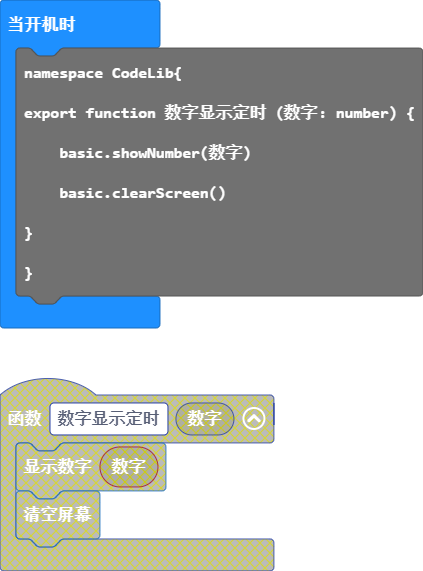 当开机时
namespace CodeLib{
export function 数字显示定时 (数字: number) {
basic.showNumber(数字)
basic.clearScreen()
}
}
函数 数字显示定时 数字
显示数字 数字
清空屏幕